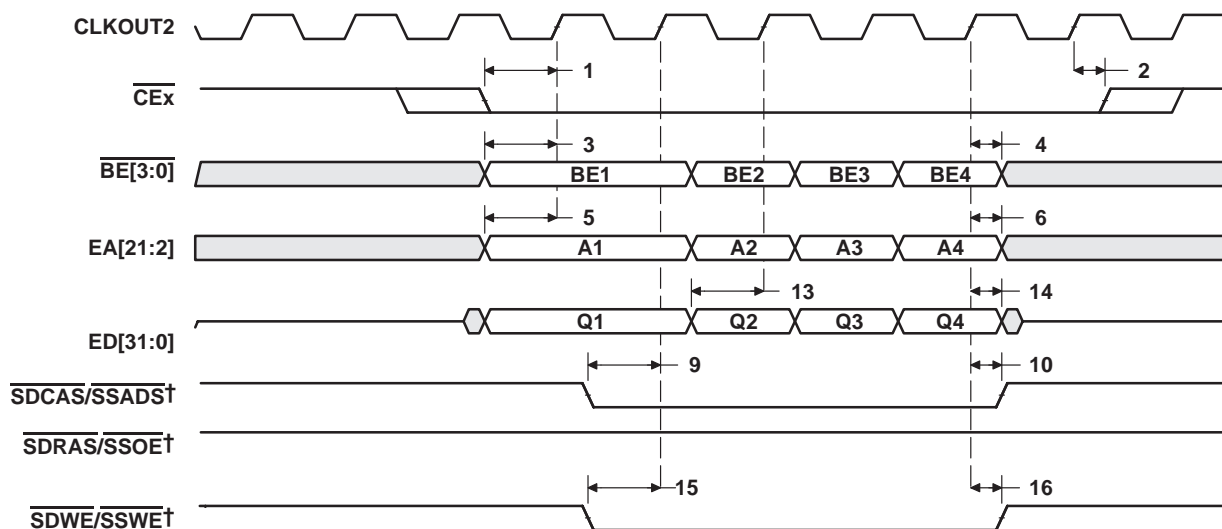 CLKOUT2
1 2
CEx
3 4
BE[3:0] BE1 BE2 BE3 BE4
5 6
EA[21:2] A1 A2 A3 A4
13 14
ED[31:0] Q1 Q2 Q3 Q4
9 10
SDCAS/SSADS†
SDRAS/SSOE†
15 16
SDWE/SSWE†